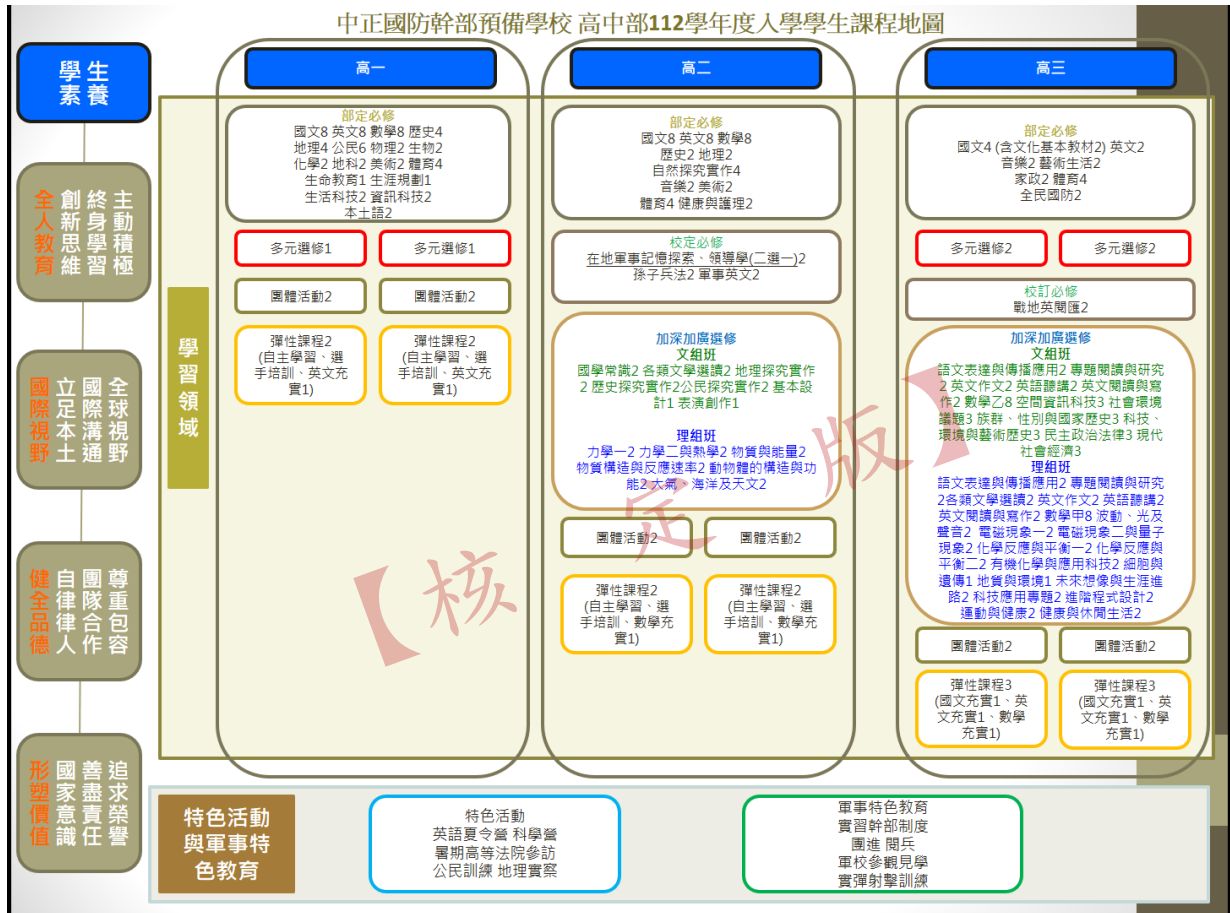 中正國防幹部預備學校 高中部112學年度入學學生課程地圖
學生
素養
全人教育
創新思維
終身學習
主動積極
國際視野
立足本土
國際溝通
全球視野
健全品德
自律律人
團隊合作
尊重包容
形塑價值
國家意識
善盡責任
追求榮譽
學習領域
高一
部定必修
國文8 英文8 數學8 歷史4
地理4 公民6 物理2 生物2
化學2 地科2 美術2 體育4
生命教育1 生涯規劃1
生活科技2 資訊科技2
本土語2
多元選修1
多元選修1
團體活動2
團體活動2
彈性課程2
(自主學習、選
手培訓、英文充
實1)
彈性課程2
(自主學習、選
手培訓、英文充
實1)
高二
部定必修
國文8 英文8 數學8
歷史2 地理2
自然探究實作4
音樂2 美術2
體育4 健康與護理2
校定必修
在地軍事記憶探索、領導學(二選一)2
孫子兵法2 軍事英文2
加深加廣選修
文組班
國學常識2 各類文學選讀2 地理探究實作
2 歷史探究實作2公民探究實作2 基本設
計1 表演創作1
理組班
力學一2 力學二與熱學2 物質與能量2
物質構造與反應速率2 動物體的構造與功
能2 大氣、海洋及天文2
團體活動2
團體活動2
彈性課程2
(自主學習、選
手培訓、數學充
實1)
彈性課程2
(自主學習、選
手培訓、數學充
實1)
高三
部定必修
國文4 (含文化基本教材2) 英文2
音樂2 藝術生活2
家政2 體育4
全民國防2
多元選修2
多元選修2
校訂必修
戰地英閱匯2
加深加廣選修
文組班
語文表達與傳播應用2 專題閱讀與研究
2 英文作文2 英語聽講2 英文閱讀與寫
作2 數學乙8 空間資訊科技3 社會環境
議題3 族群、性別與國家歷史3 科技、
環境與藝術歷史3 民主政治法律3 現代
社會經濟3
理組班
語文表達與傳播應用2 專題閱讀與研究
2各類文學選讀2 英文作文2 英語聽講2
英文閱讀與寫作2 數學甲8 波動、光及
聲音2 電磁現象一2 電磁現象二與量子
現象2 化學反應與平衡一2 化學反應與
平衡二2 有機化學與應用科技2 細胞與
遺傳1 地質與環境1 未來想像與生涯進
路2 科技應用專題2 進階程式設計2
運動與健康2 健康與休閒生活2
團體活動2
團體活動2
彈性課程3
(國文充實1、英
文充實1、數學
充實1)
彈性課程3
(國文充實1、英
文充實1、數學
充實1)
【核定版】
特色活動
與軍事特
色教育
特色活動
英語夏令營 科學營
暑期高等法院參訪
公民訓練 地理實察
軍事特色教育
實習幹部制度
團進 閱兵
軍校參觀見學
實彈射擊訓練